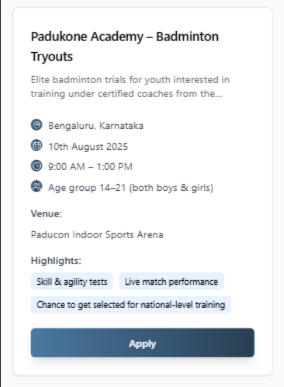 Padukone Academy – Badminton
Tryouts
Elite badminton trials for youth interested in
training under certified coaches from the...
Bengaluru, Karnataka
10th August 2025
9:00 AM – 1:00 PM
Age group 14–21 (both boys & girls)
Venue:
Paducon Indoor Sports Arena
Highlights:
Skill & agility tests
Live match performance
Chance to get selected for national-level training
Apply